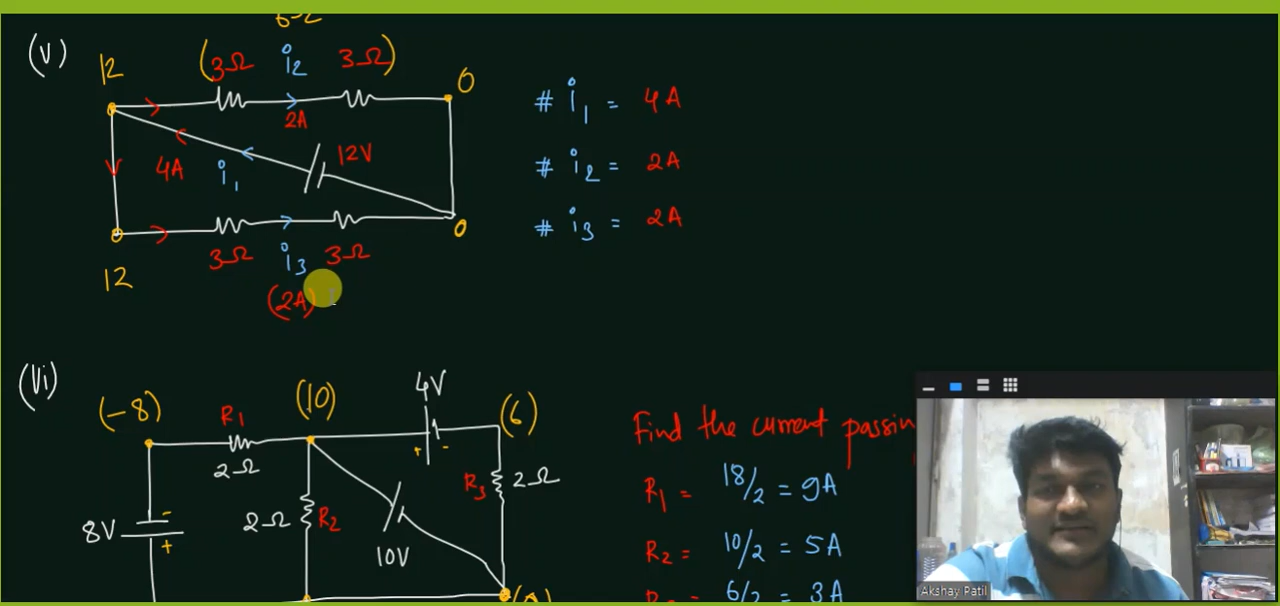 6Ω
(V)
12
(3Ω i2 3Ω)
0
2A
# i1 = 4A
4A
i1
12V
# i2 = 2A
# i3 = 2A
0
3Ω i3 3Ω
12
(2A)
(Vi)
(-8)
R1
(10)
4V
(6)
2Ω
+ -
Find the current passin
R3 2Ω
R1 = 18/2 = 9A
8V
-
+
2Ω R2
10V
R2 = 10/2 = 5A
6/2 = 3A
Akshay Patil